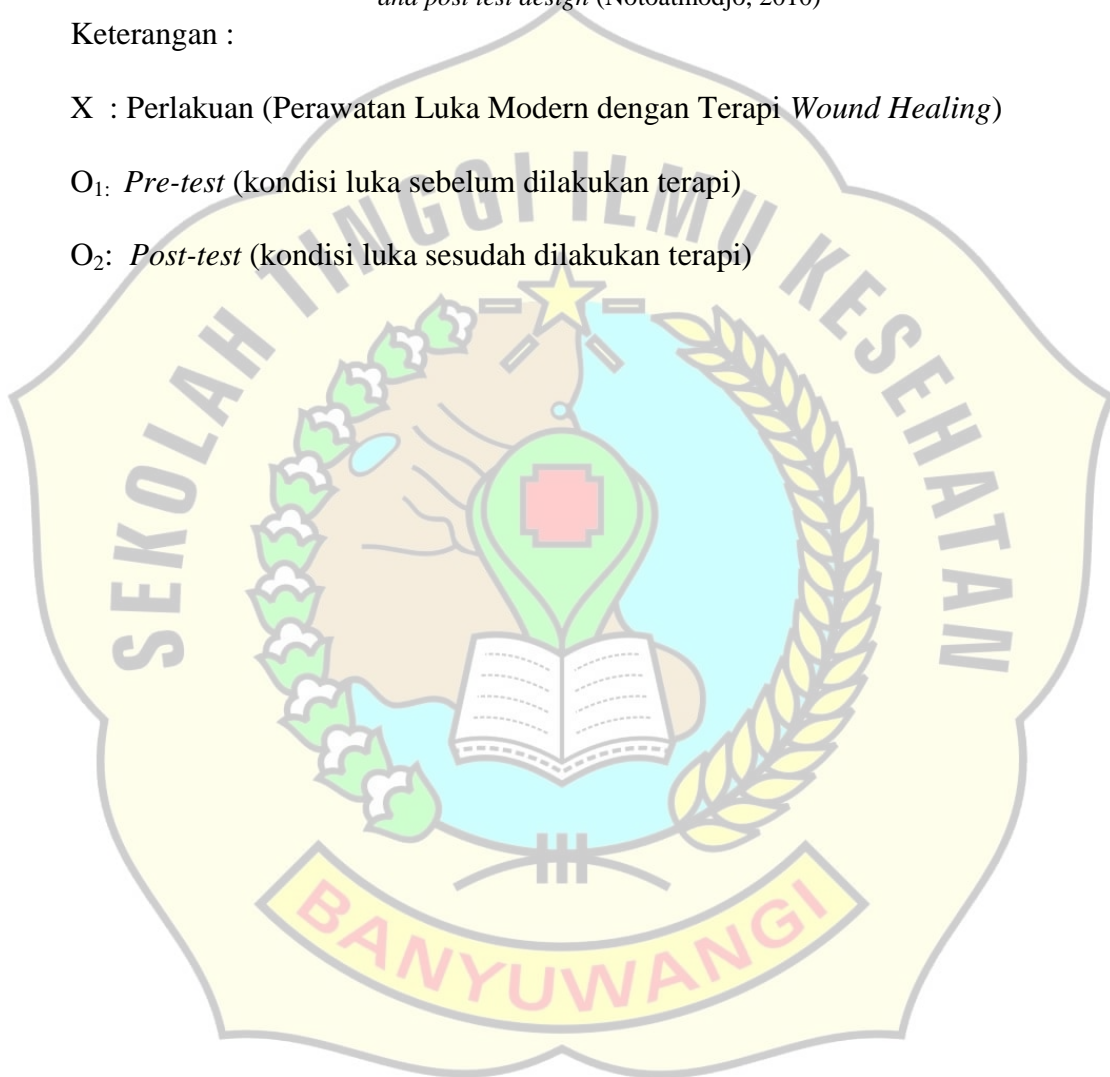 and post test design (Notoatmodjo, 2010)
Keterangan :
X : Perlakuan (Perawatan Luka Modern dengan Terapi Wound Healing)
O1: Pre-test (kondisi luka sebelum dilakukan terapi)
O2: Post-test (kondisi luka sesudah dilakukan terapi)
SEKOLAH TINGGI ILMU KESEHATAN
BANYUWANGI